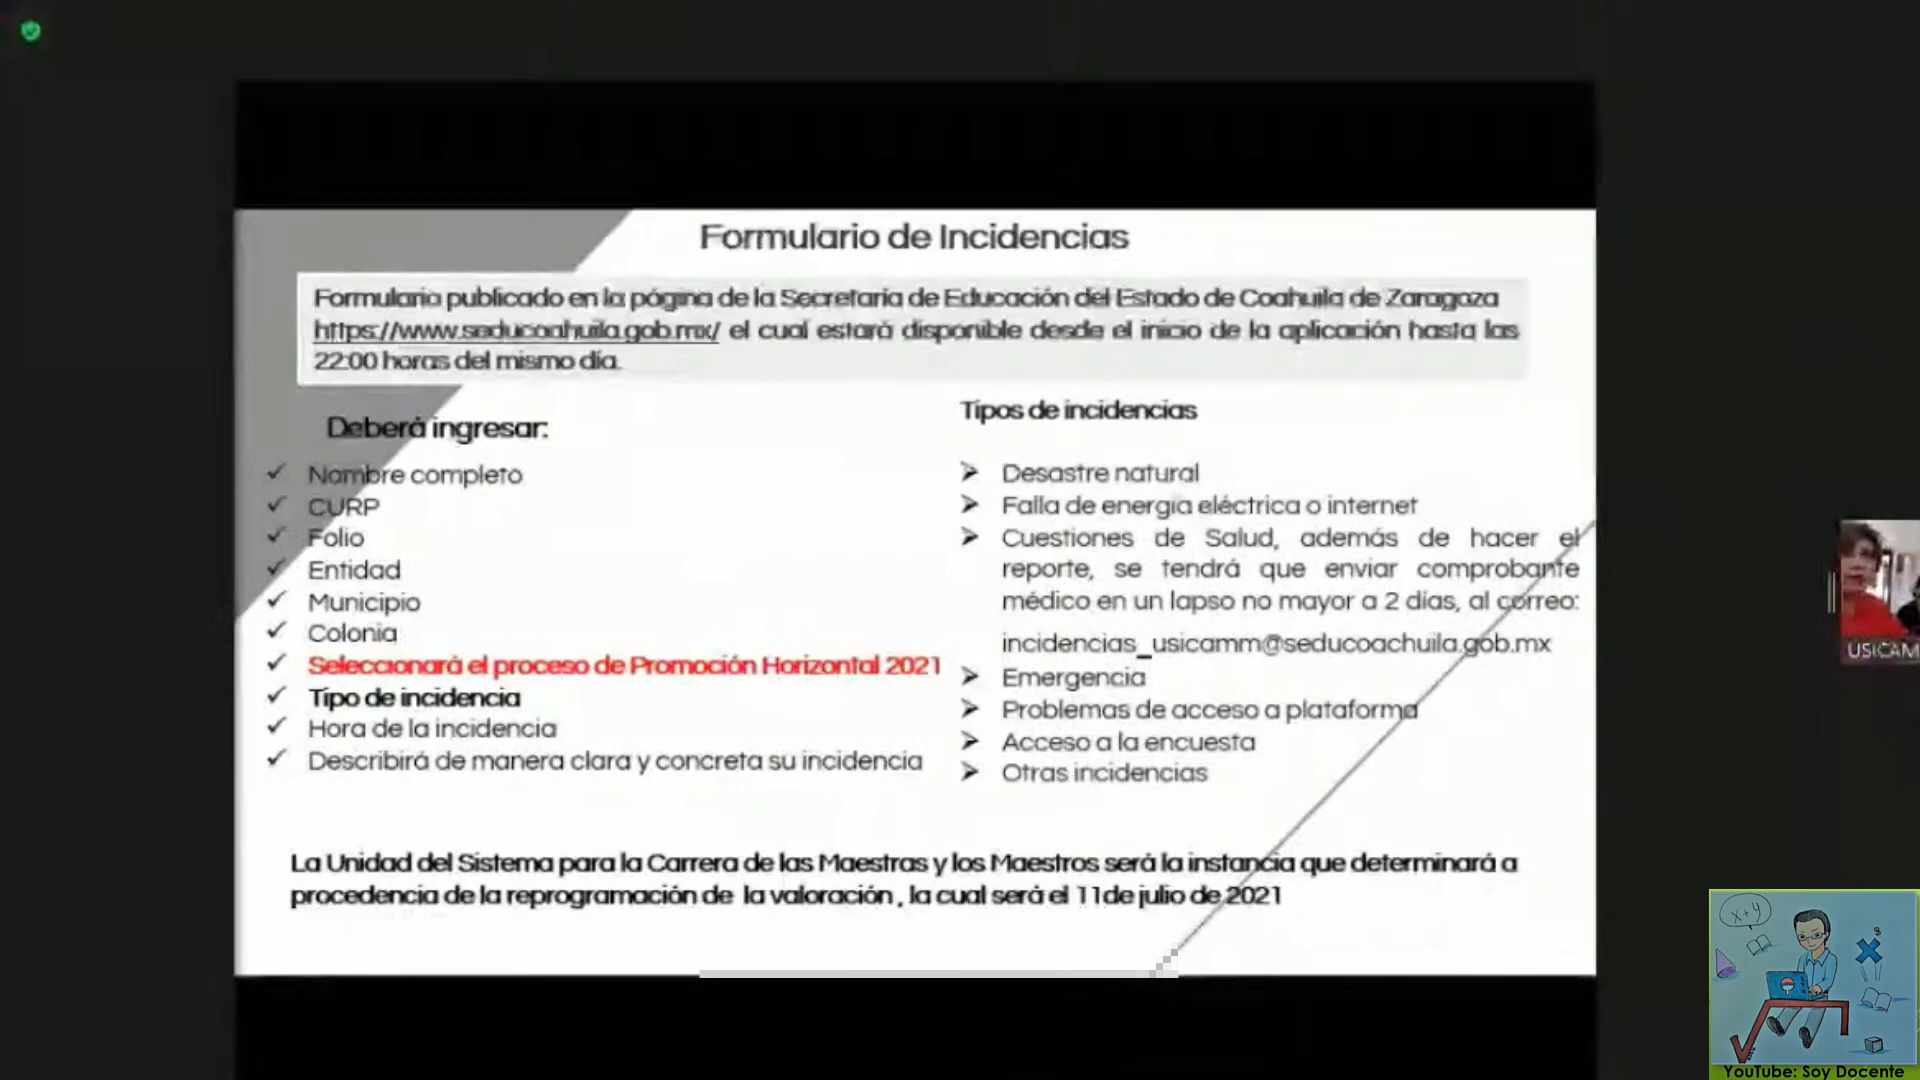 Formulario de Incidencias
Formulario publicado en la página de la Secretaría de Educación del Estado de Coahuila de Zaragoza
https://www.seducoahuila.gob.mx/ el cual estará disponible desde el inicio de la aplicación hasta las
22:00 horas del mismo día.
Deberá ingresar:
Nombre completo
CURP
Folio
Entidad
Municipio
Colonia
Seleccionará el proceso de Promoción Horizontal 2021
Tipo de incidencia
Hora de la incidencia
Describirá de manera clara y concreta su incidencia
Tipos de incidencias
Desastre natural
Falla de energía eléctrica o internet
Cuestiones de Salud, además de hacer el
reporte, se tendrá que enviar comprobante
médico en un lapso no mayor a 2 días, al correo:
incidencias_usicamm@seducoachuila.gob.mx
Emergencia
Problemas de acceso a plataforma
Acceso a la encuesta
Otras incidencias
La Unidad del Sistema para la Carrera de las Maestras y los Maestros será la instancia que determinará a
procedencia de la reprogramación de la valoración , la cual será el 11de julio de 2021
USICAM
x+y
YouTube: Soy Docente